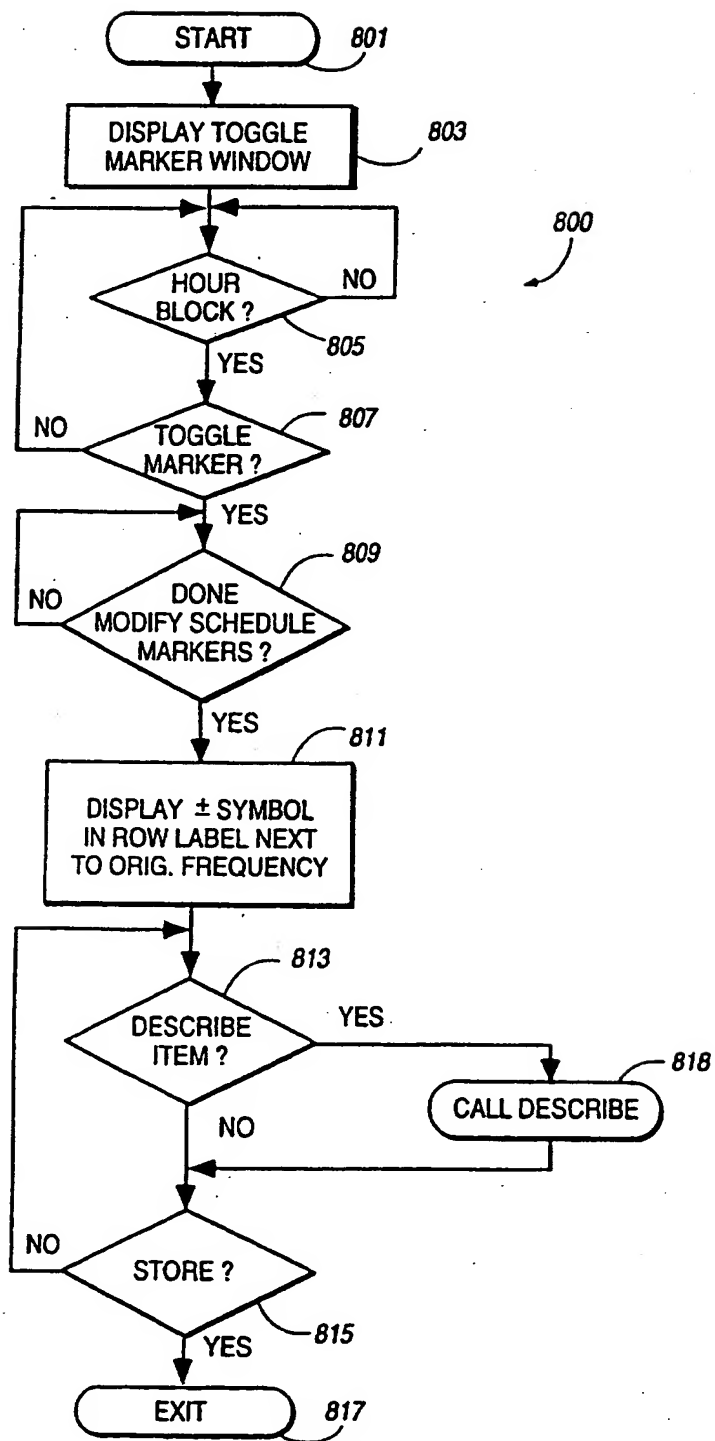 START
801
DISPLAY TOGGLE
MARKER WINDOW
803
800
HOUR
BLOCK ?
NO
805
YES
807
NO
TOGGLE
MARKER ?
YES
809
NO
DONE
MODIFY SCHEDULE
MARKERS ?
YES
811
DISPLAY ± SYMBOL
IN ROW LABEL NEXT
TO ORIG. FREQUENCY
813
DESCRIBE
ITEM ?
YES
818
CALL DESCRIBE
NO
NO
STORE ?
815
YES
EXIT
817